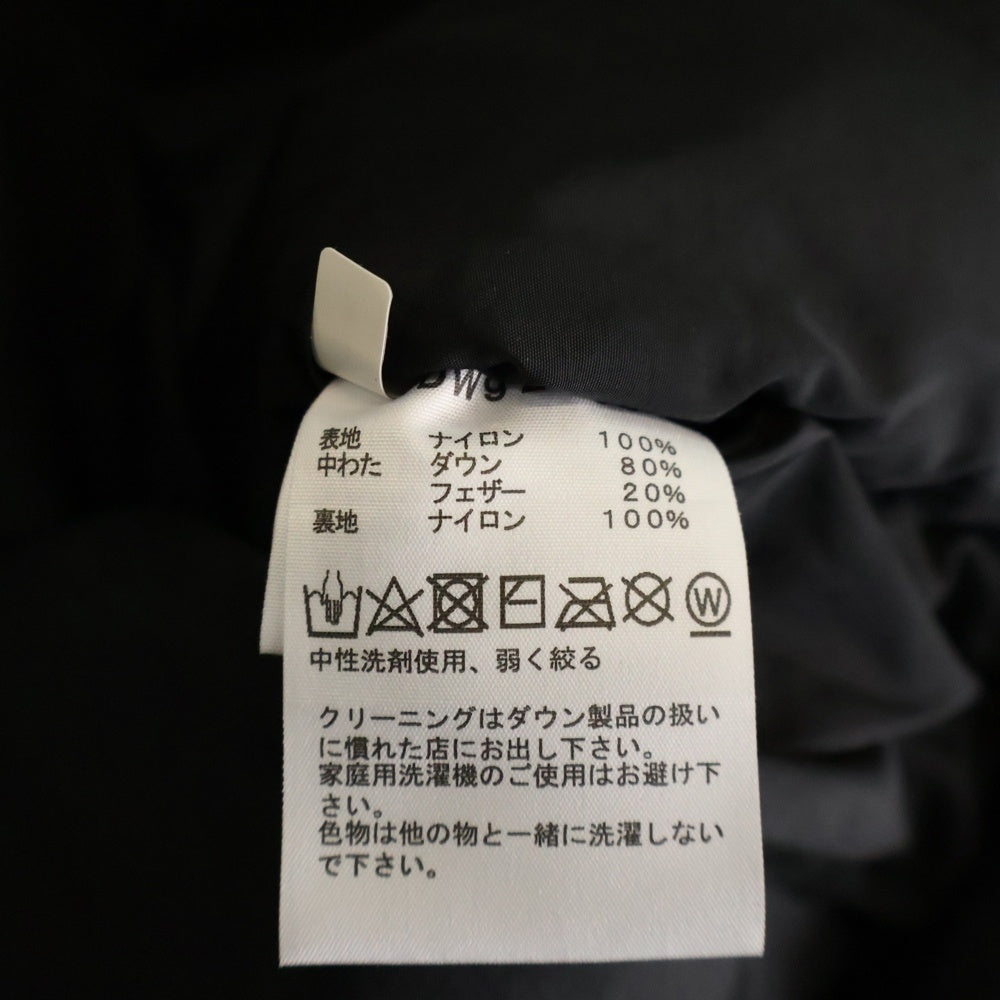 DW9-
表地 ナイロン 100%
中わた ダウン 80%
フェザー 20%
裏地 ナイロン 100%
W
中性洗剤使用、弱く絞る
クリーニングはダウン製品の扱い
に慣れた店にお出し下さい。
家庭用洗濯機のご使用はお避け下
さい。
色物は他の物と一緒に洗濯しない
で下さい。